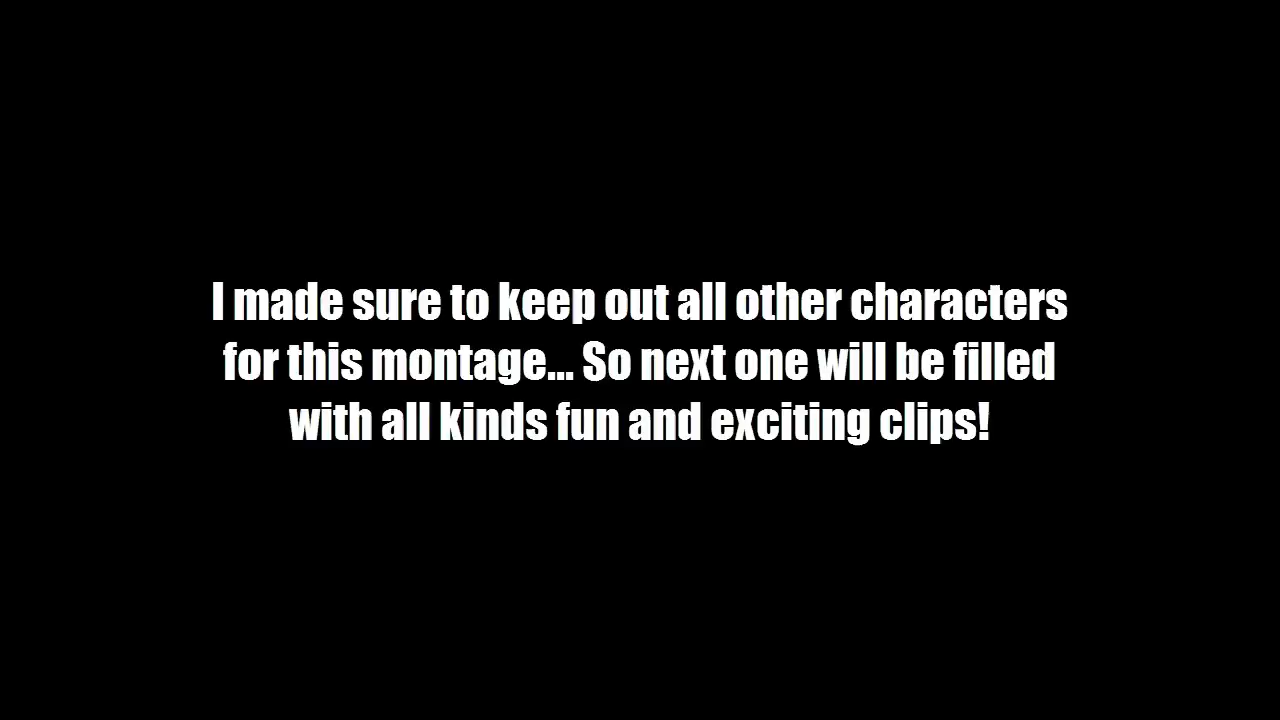 I made sure to keep out all other characters
for this montage... So next one will be filled
with all kinds fun and exciting clips!